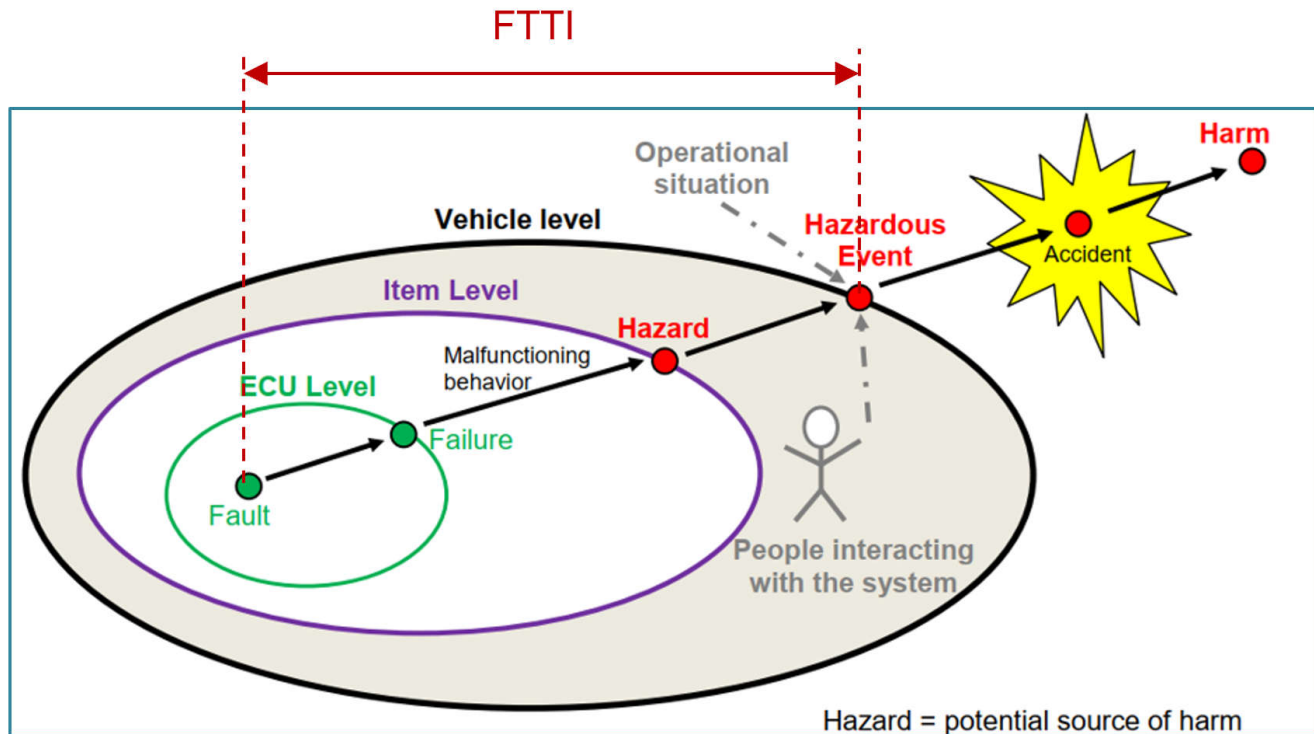 FTTI
Harm
Operational
situation
Vehicle level
Hazardous
Event
Accident
Item Level
Hazard
Malfunctioning
behavior
ECU Level
Failure
Fault
People interacting
with the system
Hazard = potential source of harm